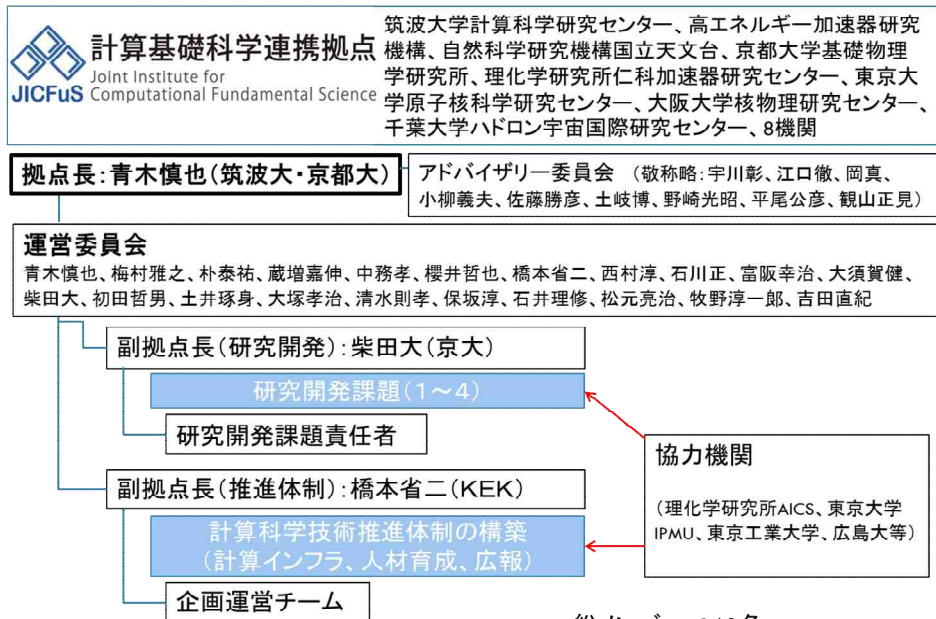 JICFuS
計算基礎科学連携拠点
Joint Institute for
Computational Fundamental Science
筑波大学計算科学研究センター、高エネルギー加速器研究
機構、自然科学研究機構国立天文台、京都大学基礎物理
学研究所、理化学研究所仁科加速器研究センター、東京大
学原子核科学研究センター、大阪大学核物理研究センター、
千葉大学ハドロン宇宙国際研究センター、8機関
拠点長:青木慎也(筑波大・京都大)
アドバイザリー委員会 (敬称略:宇川彰、江口徹、岡真、
小柳義夫、佐藤勝彦、土岐博、野崎光昭、平尾公彦、観山正見)
運営委員会
青木慎也、梅村雅之、朴泰祐、蔵増嘉伸、中務孝、櫻井哲也、橋本省二、西村淳、石川正、富阪幸治、大須賀健、
柴田大、初田哲男、土井琢身、大塚孝治、清水則孝、保坂淳、石井理修、松元亮治、牧野淳一郎、吉田直紀
副拠点長(研究開発):柴田大(京大)
研究開発課題(1～4)
研究開発課題責任者
副拠点長(推進体制):橋本省二(KEK)
計算科学技術推進体制の構築
(計算インフラ、人材育成、広報)
企画運営チーム
協力機関
(理化学研究所AICS、東京大学
IPMU、東京工業大学、広島大等)